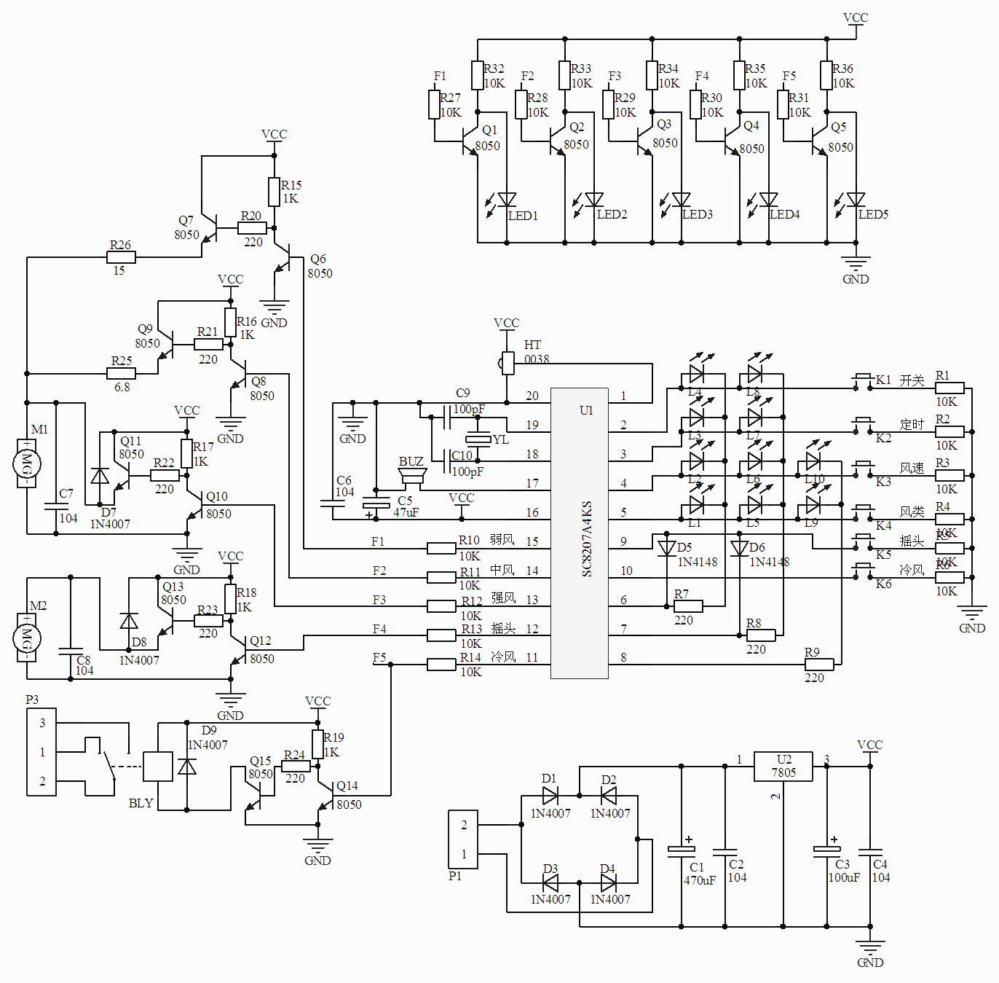 VCC
F1
R32
10K
F2
R33
10K
F3
R34
10K
F4
R35
10K
F5
R36
10K
R27
10K
R28
10K
R29
10K
R30
10K
R31
10K
Q1
8050
Q2
8050
Q3
8050
Q4
8050
Q5
8050
LED1
LED2
LED3
LED4
LED5
GND
VCC
R15
1K
Q7
8050
R20
220
R26
15
Q6
8050
GND
VCC
R16
1K
Q9
8050
R21
220
R25
6.8
Q8
8050
GND
VCC
M1
+
MG
-
Q11
8050
R17
1K
R22
220
C7
104
D7
1N4007
Q10
8050
GND
VCC
M2
+
MG
-
Q13
8050
R18
1K
R23
220
D8
1N4007
C8
104
Q12
8050
GND
P3
3
1
2
BLY
D9
1N4007
VCC
R19
1K
Q15
8050
R24
220
Q14
8050
GND
VCC
HT
0038
C9
100pF
YL
C10
100pF
GND
BUZ
C6
104
C5
47uF
+
VCC
U1
SC8207A4KS
20
19
18
17
16
15
14
13
12
11
1
2
3
4
5
9
10
6
7
8
F1
R10
10K
弱风
F2
R11
10K
中风
F3
R12
10K
强风
F4
R13
10K
摇头
F5
R14
10K
冷风
L4
L8
L3
L7
L2
L6
L10
L1
L5
L9
D5
1N4148
D6
1N4148
R7
220
R8
220
R9
220
K1
开关
R1
10K
K2
定时
R2
10K
K3
风速
R3
10K
K4
风类
R4
10K
K5
摇头
R5
10K
K6
冷风
R6
10K
GND
P1
2
1
D1
1N4007
D2
1N4007
D3
1N4007
D4
1N4007
+
C1
470uF
C2
104
1
U2
7805
3
2
+
C3
100uF
C4
104
VCC
GND